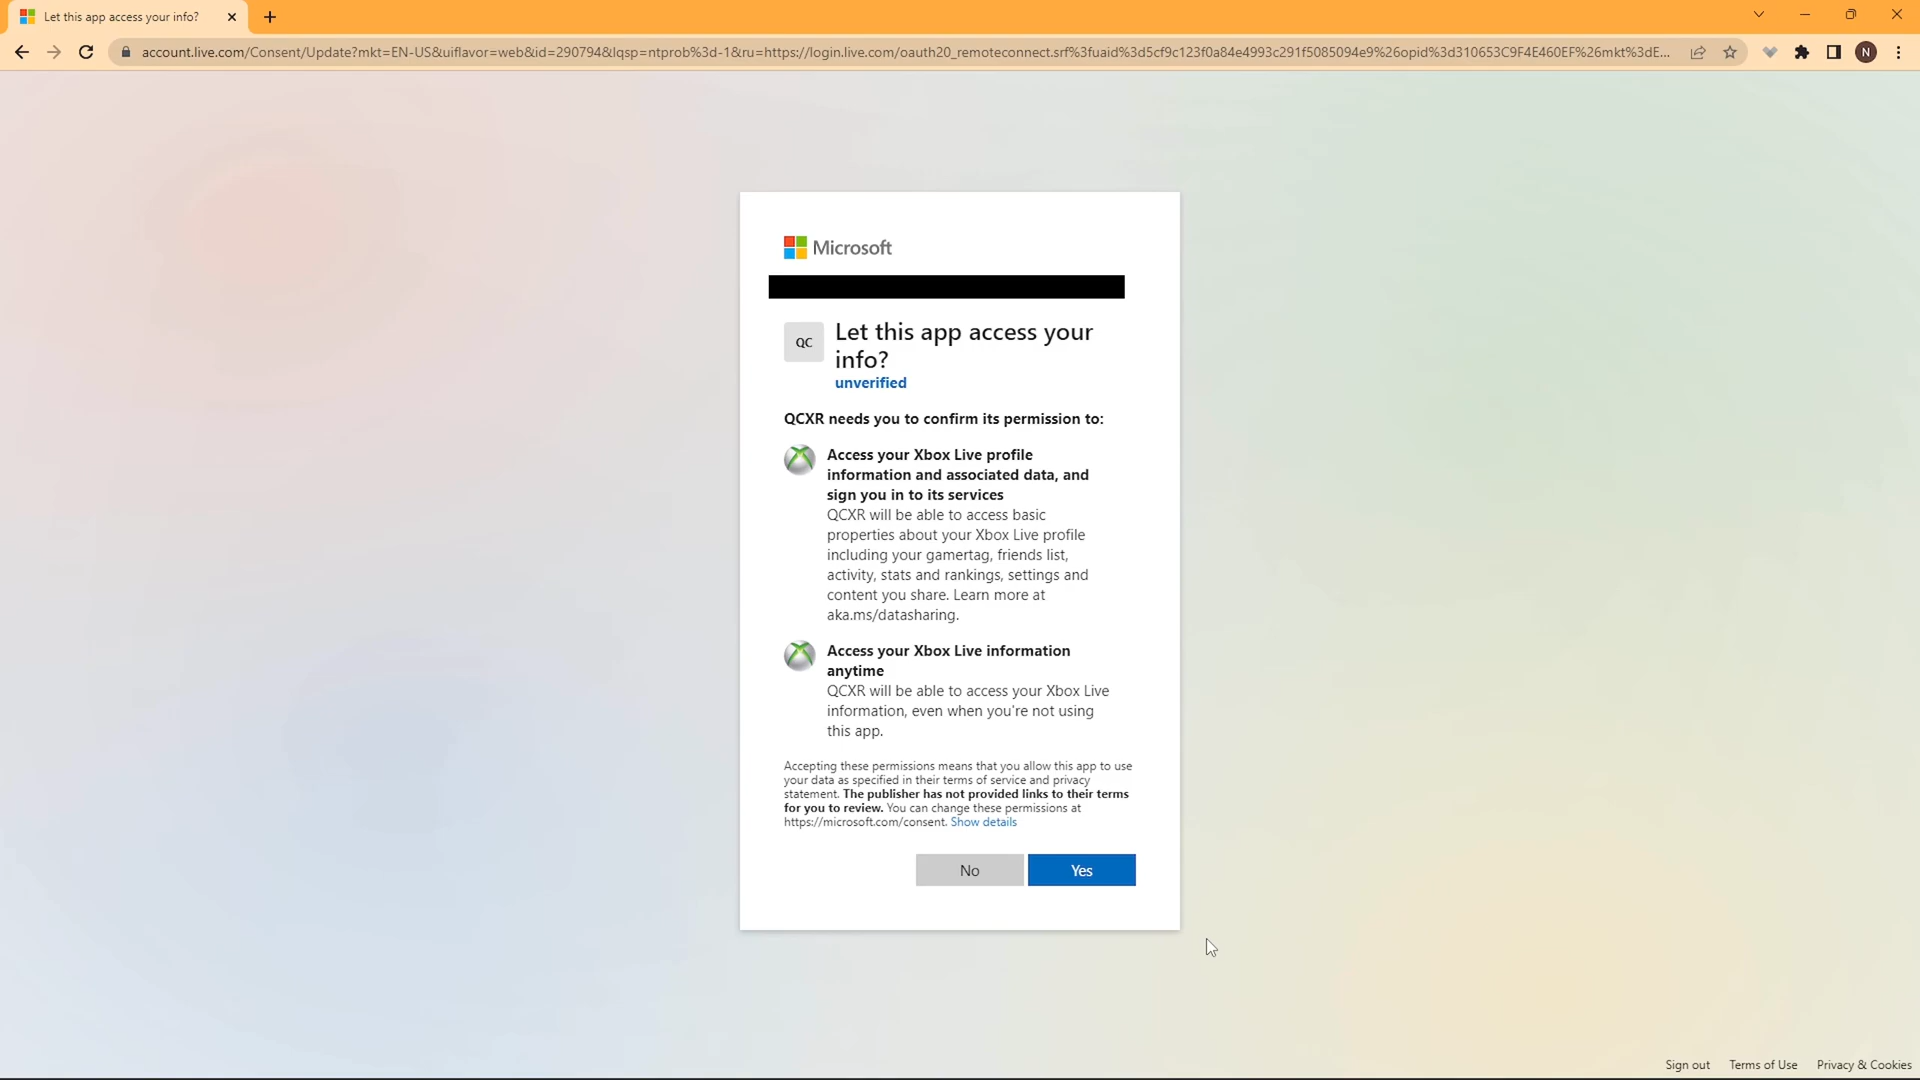 Let this app access your info?
account.live.com/Consent/Update?mkt=EN-US&uiflavor=web&id=290794&lqsp=ntprob%3d-1&ru=https://login.live.com/oauth20_remoteconnect.srf%3fuaid%3d5cf9c123f0a84e4993c291f5085094e9%26opid%3d310653C9F4E460EF%26mkt%3dE...
N
Microsoft
QC
Let this app access your
info?
unverified
QCXR needs you to confirm its permission to:
Access your Xbox Live profile
information and associated data, and
sign you in to its services
QCXR will be able to access basic
properties about your Xbox Live profile
including your gamertag, friends list,
activity, stats and rankings, settings and
content you share. Learn more at
aka.ms/datasharing.
Access your Xbox Live information
anytime
QCXR will be able to access your Xbox Live
information, even when you're not using
this app.
Accepting these permissions means that you allow this app to use
your data as specified in their terms of service and privacy
statement. The publisher has not provided links to their terms
for you to review. You can change these permissions at
https://microsoft.com/consent. Show details
No
Yes
Sign out
Terms of Use
Privacy & Cookies